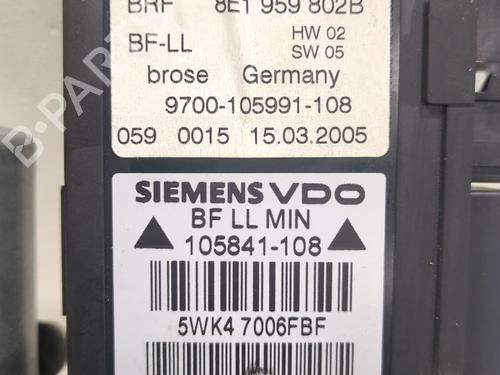 BRF 8E1 959 802B
BF-LL HW 02
SW 05
brose Germany
9700-105991-108
059 0015 15.03.2005
SIEMENS VDO
BF LL MIN
105841-108
5WK4 7006FBF